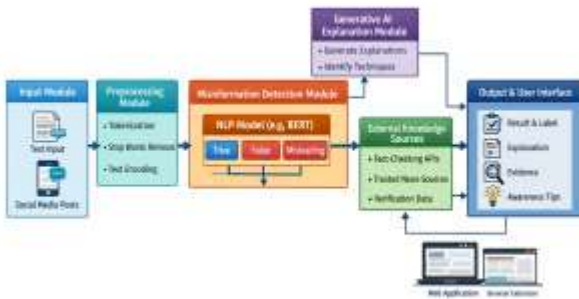 Generative AI
Explanation Module
• Generate Explanations
• Identify Techniques
Input Module
Text Input
Social Media Posts
Preprocessing
Module
• Tokenization
• Stop Words Removal
• Text Encoding
Misinformation Detection Module
NLP Model (e.g, BERT)
True
False
Misleading
External Knowledge
Sources
• Fact-Checking APIs
• Trusted News Sources
• Verification Data
Output & User Interface
Result & Label
Explanation
Evidence
Awareness Tips
Web Application
Browser Extension